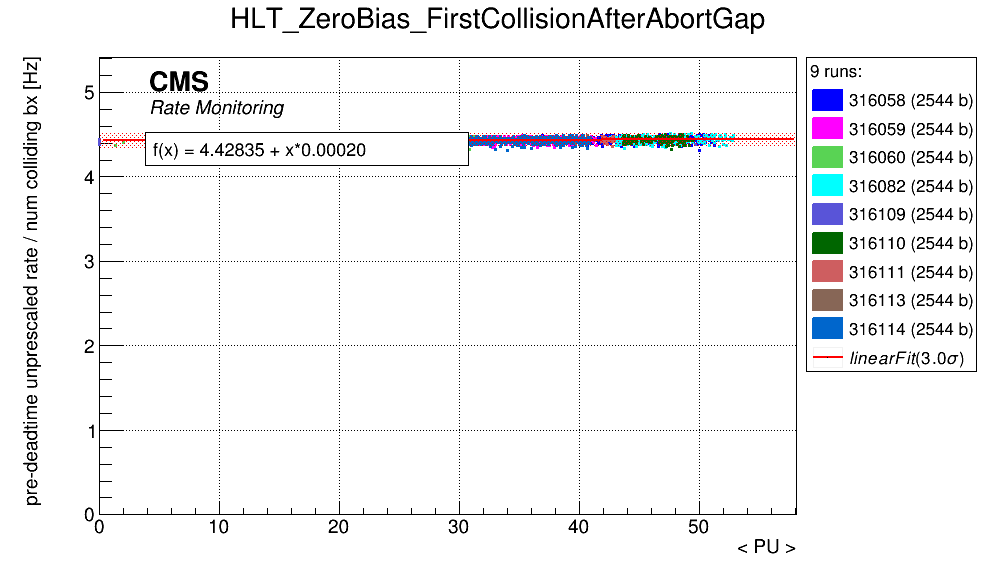 HLT_ZeroBias_FirstCollisionAfterAbortGap
pre-deadtime unprescaled rate / num colliding bx [Hz]
CMS
Rate Monitoring
f(x) = 4.42835 + x*0.00020
5
4
3
2
1
0
0 10 20 30 40 50
< PU >
9 runs:
316058 (2544 b)
316059 (2544 b)
316060 (2544 b)
316082 (2544 b)
316109 (2544 b)
316110 (2544 b)
316111 (2544 b)
316113 (2544 b)
316114 (2544 b)
linearFit(3.0σ)